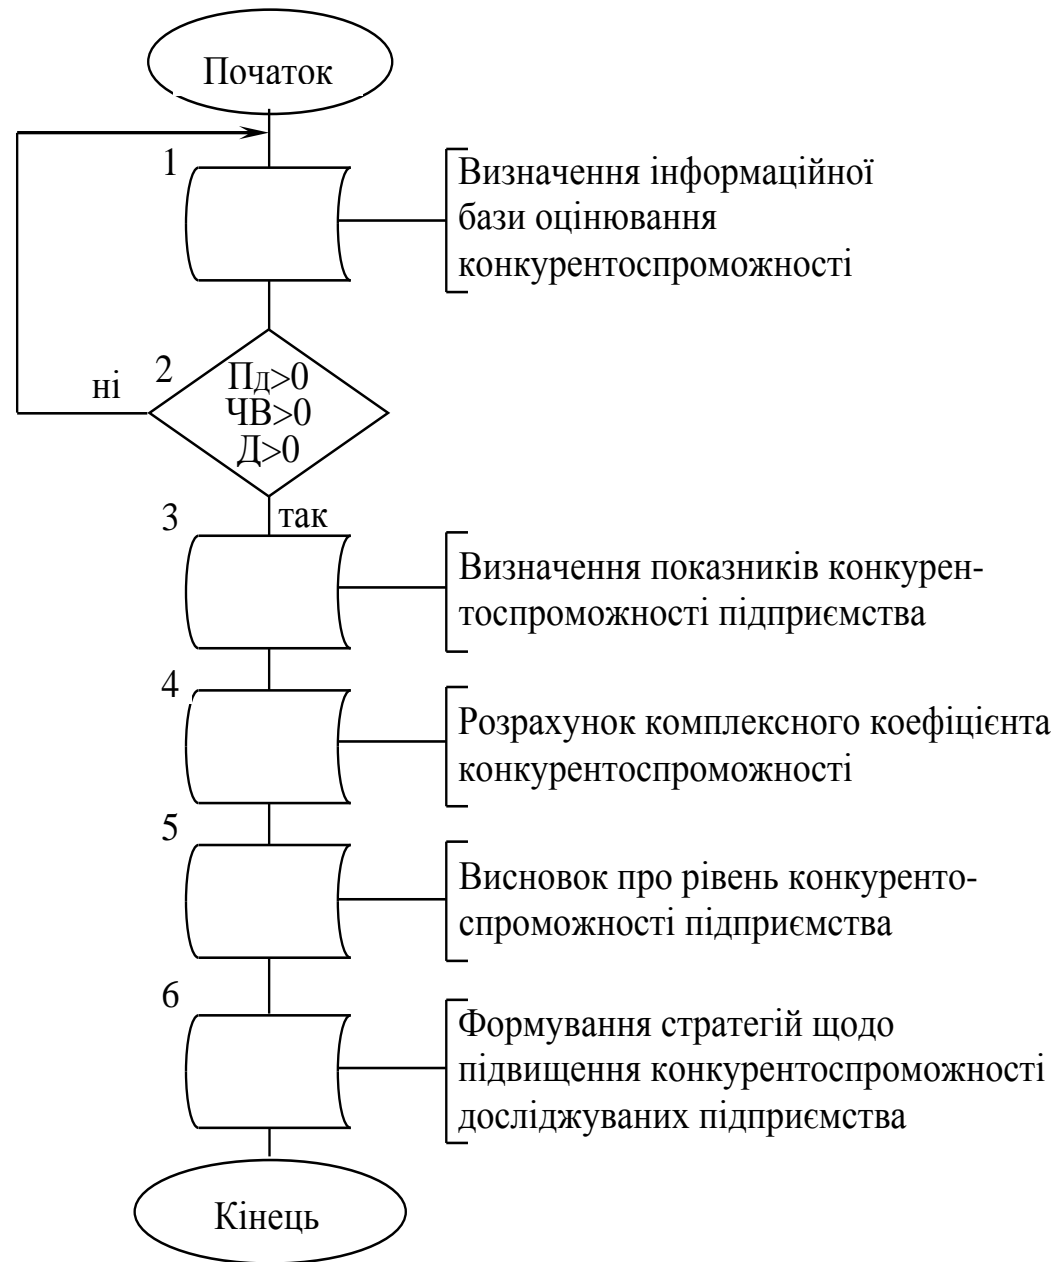 Початок
1
Визначення інформаційної
бази оцінювання
конкурентоспроможності
2
ні
Пд>0
ЧВ>0
Д>0
так
3
Визначення показників конкурен-
тоспроможності підприємства
4
Розрахунок комплексного коефіцієнта
конкурентоспроможності
5
Висновок про рівень конкуренто-
спроможності підприємства
6
Формування стратегій щодо
підвищення конкурентоспроможності
досліджуваних підприємства
Кінець